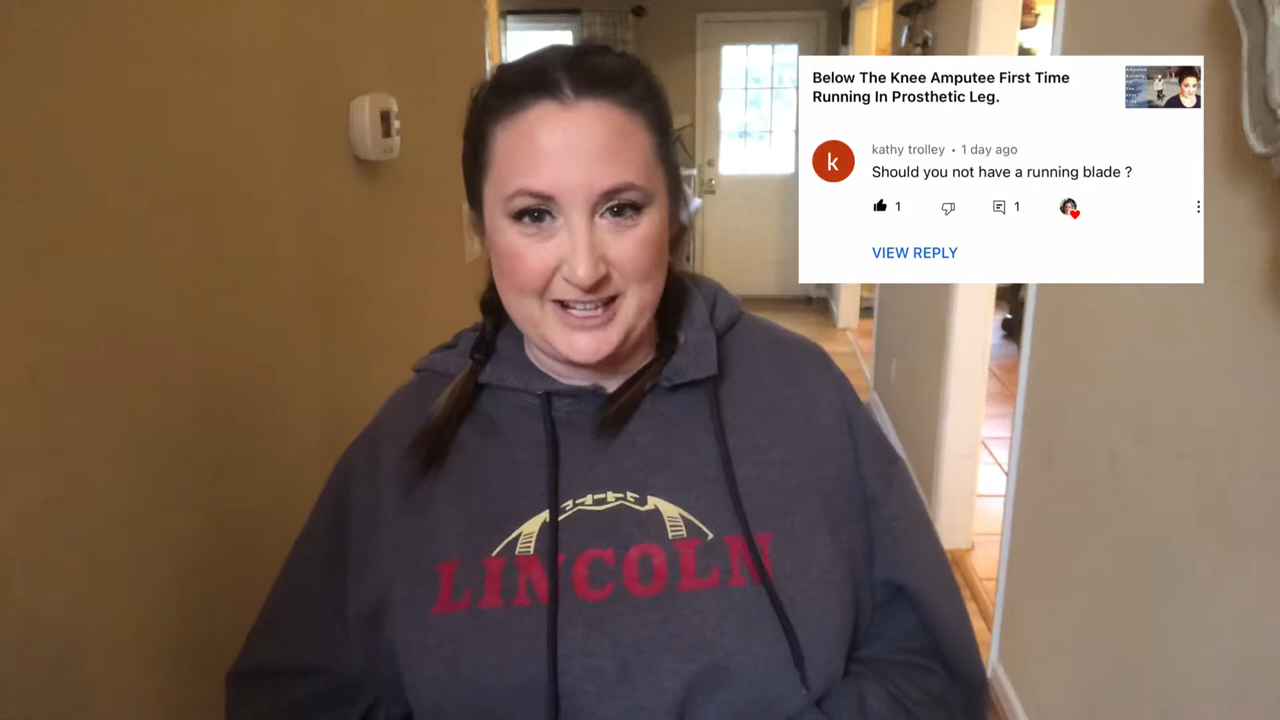 Below The Knee Amputee First Time
Running In Prosthetic Leg.
kathy trolley • 1 day ago
k
Should you not have a running blade ?
1
1
VIEW REPLY
LINCOLN